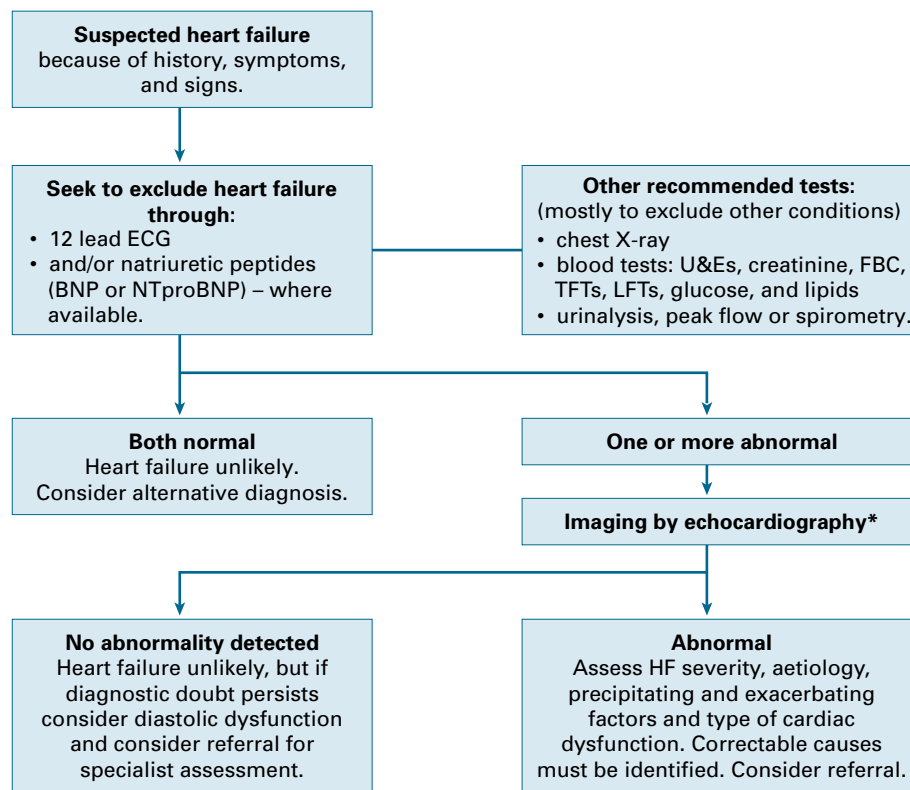 Suspected heart failure
because of history, symptoms,
and signs.
Seek to exclude heart failure
through:
• 12 lead ECG
• and/or natriuretic peptides
(BNP or NTproBNP) – where
available.
Other recommended tests:
(mostly to exclude other conditions)
• chest X-ray
• blood tests: U&Es, creatinine, FBC,
TFTs, LFTs, glucose, and lipids
• urinalysis, peak flow or spirometry.
Both normal
Heart failure unlikely.
Consider alternative diagnosis.
One or more abnormal
Imaging by echocardiography*
No abnormality detected
Heart failure unlikely, but if
diagnostic doubt persists
consider diastolic dysfunction
and consider referral for
specialist assessment.
Abnormal
Assess HF severity, aetiology,
precipitating and exacerbating
factors and type of cardiac
dysfunction. Correctable causes
must be identified. Consider referral.